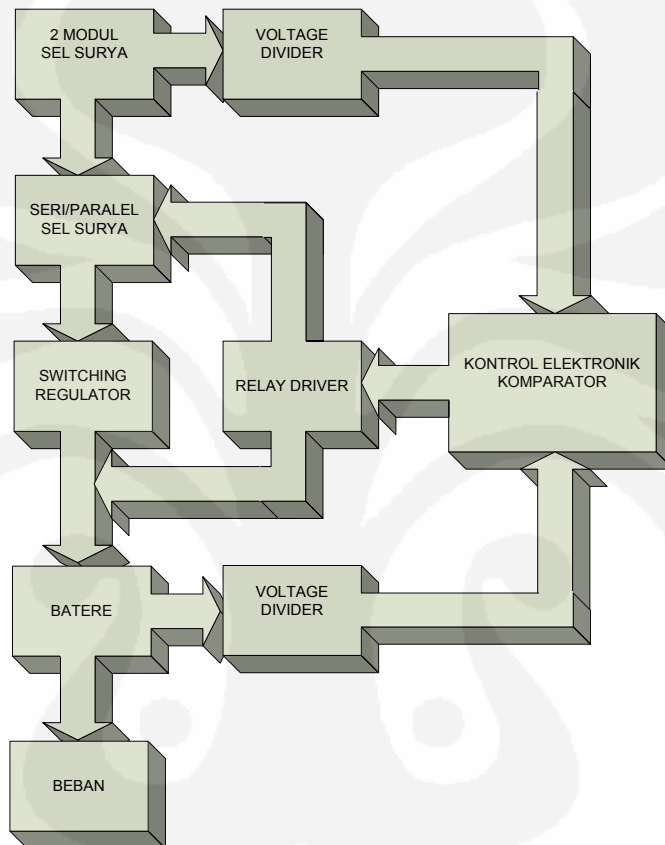 2 MODUL
SEL SURYA
VOLTAGE
DIVIDER
SERI/PARALEL
SEL SURYA
SWITCHING
REGULATOR
RELAY DRIVER
KONTROL ELEKTRONIK
KOMPARATOR
BATERE
VOLTAGE
DIVIDER
BEBAN